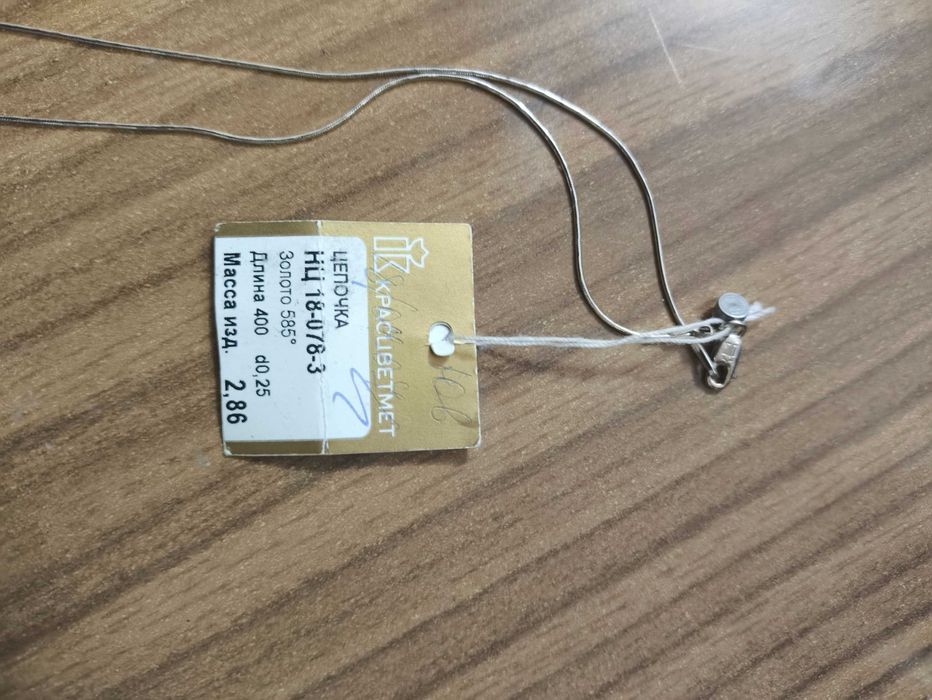 КРАСЦВЕТМЕТ
ЦЕПОЧКА
НЦ 18-078-3
Золото 585°
Длина 400 d0,25
Масса изд. 2,86